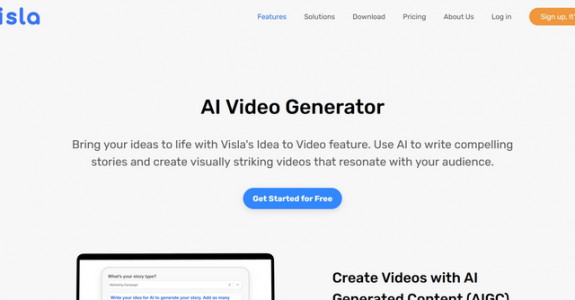 isla
Features Solutions Download Pricing About Us Log in Sign up, it'
AI Video Generator
Bring your ideas to life with Visla's Idea to Video feature. Use AI to write compelling
stories and create visually striking videos that resonate with your audience.
Get Started for Free
What's your story type?
Marketing Campaign
Write your idea for AI to generate your story. Add as many
Create Videos with AI
Generated Content (AIGC)